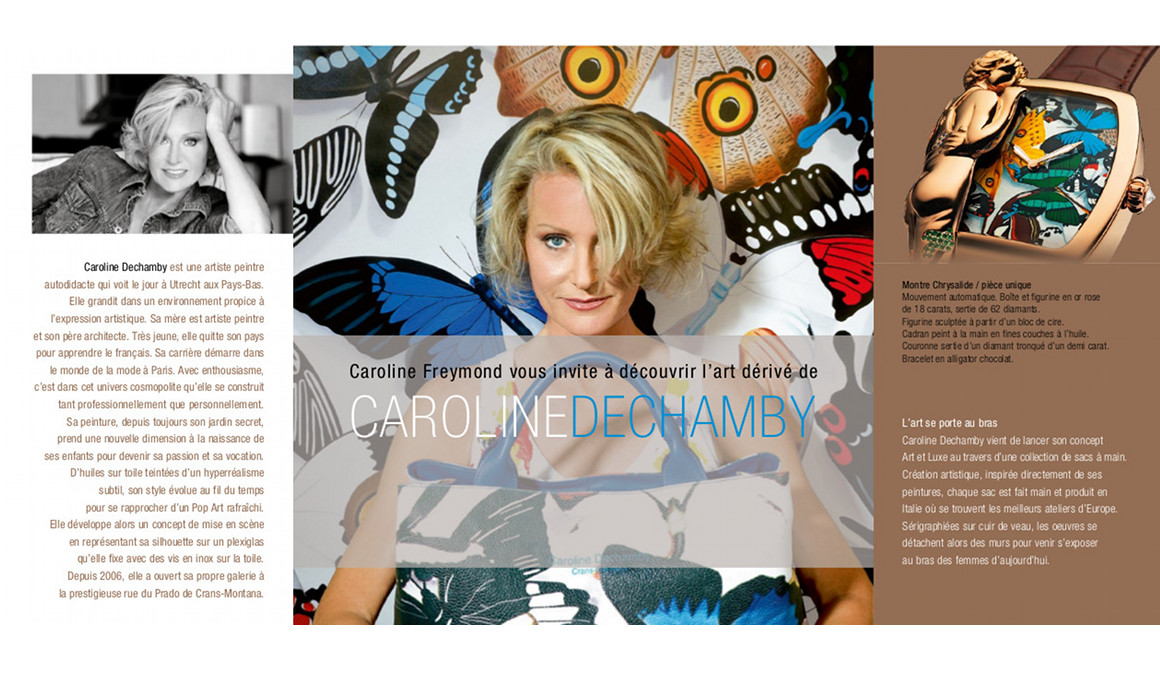 Caroline Dechamby est une artiste peintre
autodidacte qui voit le jour à Utrecht aux Pays-Bas.
Elle grandit dans un environnement propice à
l'expression artistique. Sa mère est artiste peintre
et son père architecte. Très jeune, elle quitte son pays
pour apprendre le français. Sa carrière démarre dans
le monde de la mode à Paris. Avec enthousiasme,
c'est dans cet univers cosmopolite qu'elle se construit
tant professionnellement que personnellement.
Sa peinture, depuis toujours son jardin secret,
prend une nouvelle dimension à la naissance de
ses enfants pour devenir sa passion et sa vocation.
D'huiles sur toile teintées d'un hyperréalisme
subtil, son style évolue au fil du temps
pour se rapprocher d'un Pop Art rafraîchi.
Elle développe alors un concept de mise en scène
en représentant sa silhouette sur un plexiglas
qu'elle fixe avec des vis en inox sur la toile.
Depuis 2006, elle a ouvert sa propre galerie à
la prestigieuse rue du Prado de Crans-Montana.
Caroline Freymond vous invite à découvrir l'art dérivé de
CAROLINEDECHAMBY
Caroline Dechamby
Montre Chrysalide / pièce unique
Mouvement automatique. Boîte et figurine en or rose
de 18 carats, sertie de 62 diamants.
Figurine sculptée à partir d'un bloc de cire.
Cadran peint à la main en fines couches à l'huile.
Couronne sertie d'un diamant tronqué d'un demi carat.
Bracelet en alligator chocolat.
L'art se porte au bras
Caroline Dechamby vient de lancer son concept
Art et Luxe au travers d'une collection de sacs à main.
Création artistique, inspirée directement de ses
peintures, chaque sac est fait main et produit en
Italie où se trouvent les meilleurs ateliers d'Europe.
Sérigraphiées sur cuir de veau, les oeuvres se
détachent alors des murs pour venir s'exposer
au bras des femmes d'aujourd'hui.